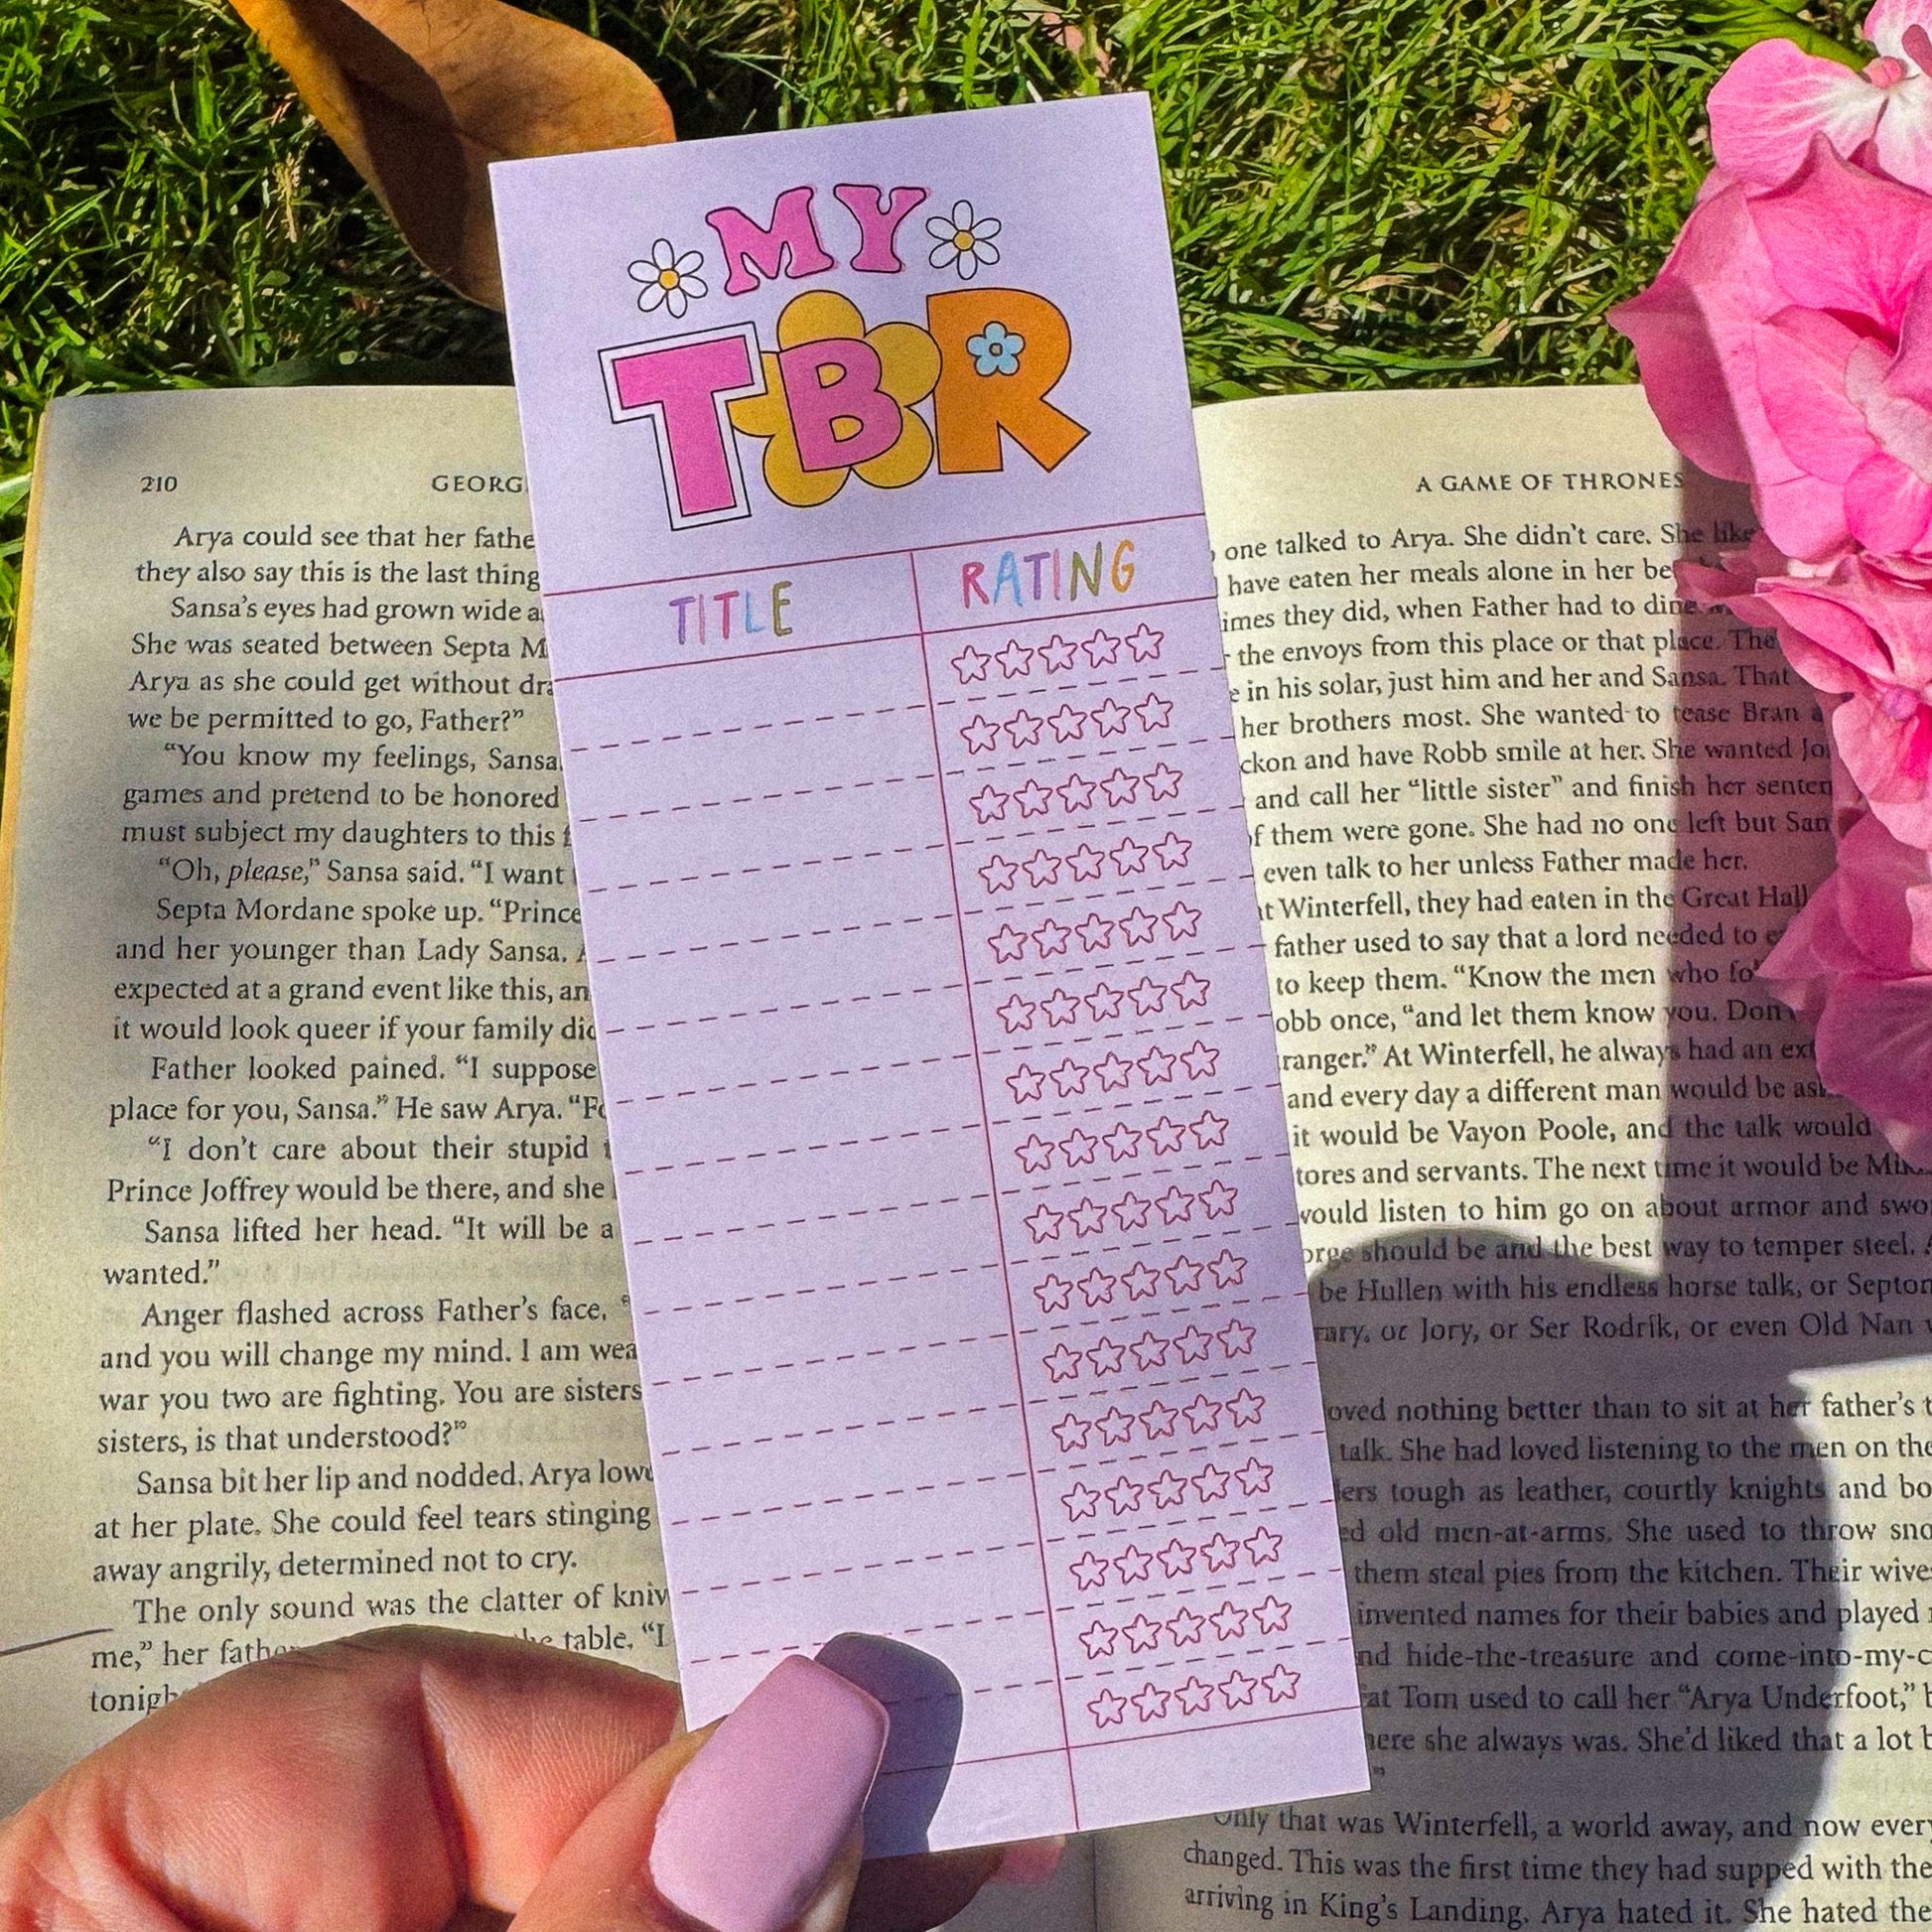 MY
TBR
TITLE
RATING
210
GEORG
Arya could see that her fathe
they also say this is the last thing
Sansa's eyes had grown wide a
She was seated between Septa M
Arya as she could get without dra
we be permitted to go, Father?”
“You know my feelings, Sansa
games and pretend to be honored
must subject my daughters to this
“Oh, please,” Sansa said. “I want
Septa Mordane spoke up. “Prince
and her younger than Lady Sansa.
expected at a grand event like this, an
it would look queer if your family did
Father looked pained. “I suppose
place for you, Sansa.” He saw Arya. “Fo
“I don't care about their stupid
Prince Joffrey would be there, and she
Sansa lifted her head. “It will be a
wanted.”
Anger flashed across Father's face.
and you will change my mind. I am wea
war you two are fighting. You are sisters
sisters, is that understood?”
Sansa bit her lip and nodded. Arya lowe
at her plate. She could feel tears stinging
away angrily, determined not to cry.
The only sound was the clatter of kniv
me,” her father the table. “I
tonigh
A GAME OF THRONES
one talked to Arya. She didn't care. She like
have eaten her meals alone in her be
imes they did, when Father had to dine
the envoys from this place or that place. The
e in his solar, just him and her and Sansa. That
her brothers most. She wanted to tease Bran a
ckon and have Robb smile at her. She wanted Jo
and call her “little sister” and finish her senten
f them were gone. She had no one left but San
even talk to her unless Father made her.
t Winterfell, they had eaten in the Great Hall
father used to say that a lord needed to e
to keep them. “Know the men who fo
obb once, “and let them know you. Don
ranger.” At Winterfell, he always had an ext
and every day a different man would be as
it would be Vayon Poole, and the talk would
tores and servants. The next time it would be Mik
would listen to him go on about armor and swo
orge should be and the best way to temper steel. A
be Hullen with his endless horse talk, or Septon
rary, or Jory, or Ser Rodrik, or even Old Nan w
oved nothing better than to sit at her father's t
talk. She had loved listening to the men on the
ers tough as leather, courtly knights and bo
ed old men-at-arms. She used to throw sno
them steal pies from the kitchen. Their wive
invented names for their babies and played
nd hide-the-treasure and come-into-my-c
at Tom used to call her “Arya Underfoot,” b
here she always was. She'd liked that a lot b
”
Only that was Winterfell, a world away, and now every
changed. This was the first time they had supped with the
arriving in King's Landing. Arya hated it. She hated the